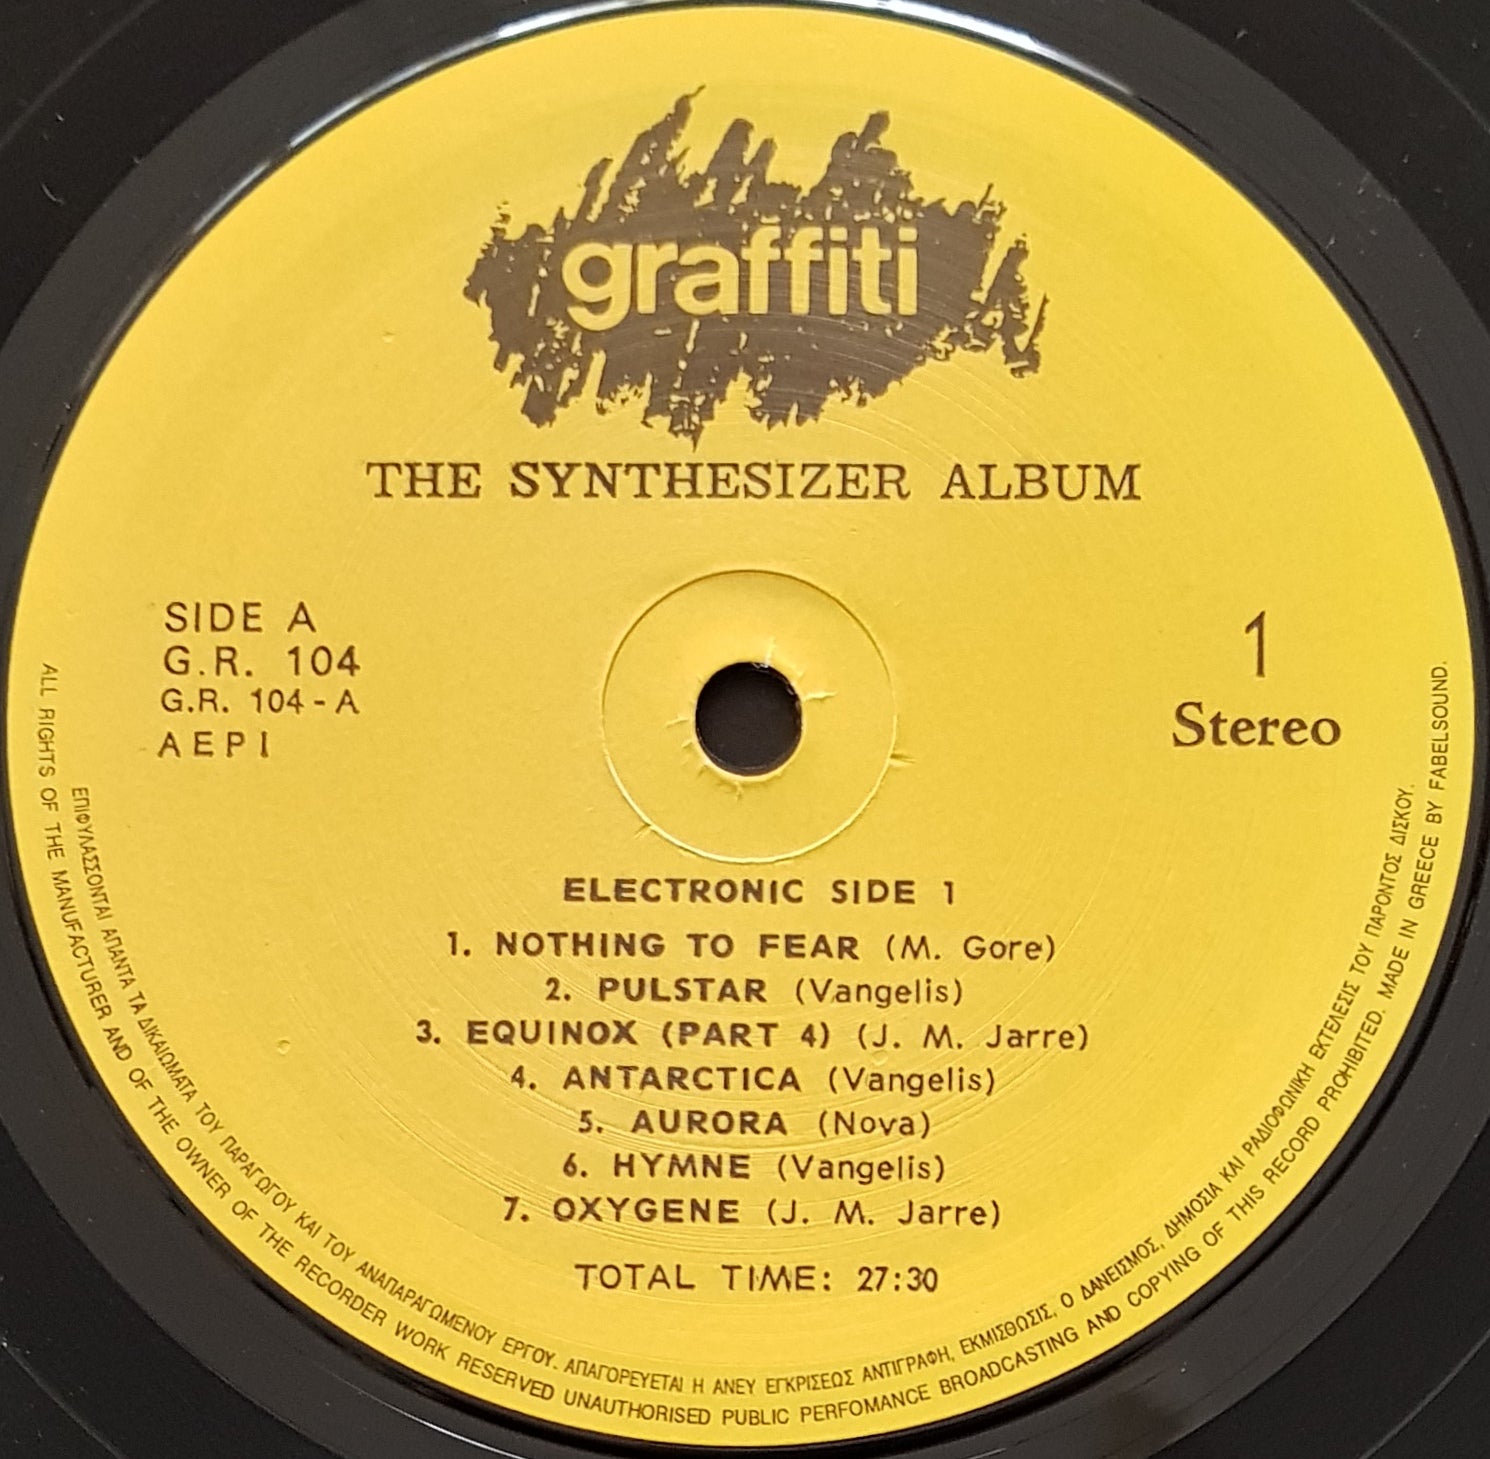 graffiti
THE SYNTHESIZER ALBUM
SIDE A
G.R. 104
G.R. 104-A
AEPI
1
Stereo
ELECTRONIC SIDE 1
1. NOTHING TO FEAR (M. Gore)
2. PULSTAR (Vangelis)
3. EQUINOX (PART 4) (J. M. Jarre)
4. ANTARCTICA (Vangelis)
5. AURORA (Nova)
6. HYMNE (Vangelis)
7. OXYGENE (J. M. Jarre)
TOTAL TIME: 27:30
ΕΠΙΦΥΛΑΣΣΟΝΤΑΙ ΑΠΑΝΤΑ ΤΑ ΔΙΚΑΙΩΜΑΤΑ ΤΟΥ ΠΑΡΑΓΩΓΟΥ ΚΑΙ ΤΟΥ ΑΝΑΠΑΡΑΓΩΜΕΝΟΥ ΕΡΓΟΥ. ΑΠΑΓΟΡΕΥΕΤΑΙ Η ΑΝΕΥ ΕΓΚΡΙΣΕΩΣ ΑΝΤΙΓΡΑΦΗ, ΕΚΜΙΣΘΩΣΙΣ, Ο ΔΑΝΕΙΣΜΟΣ, ΔΗΜΟΣΙΑ ΚΑΙ ΡΑΔΙΟΦΩΝΙΚΗ ΕΚΤΕΛΕΣΙΣ ΤΟΥ ΠΑΡΟΝΤΟΣ ΔΙΣΚΟΥ.
ALL RIGHTS OF THE MANUFACTURER AND OF THE OWNER OF THE RECORDER WORK RESERVED UNAUTHORISED PUBLIC PERFOMANCE BROADCASTING AND COPYING OF THIS RECORD PROHIBITED. MADE IN GREECE BY FABELSOUND.